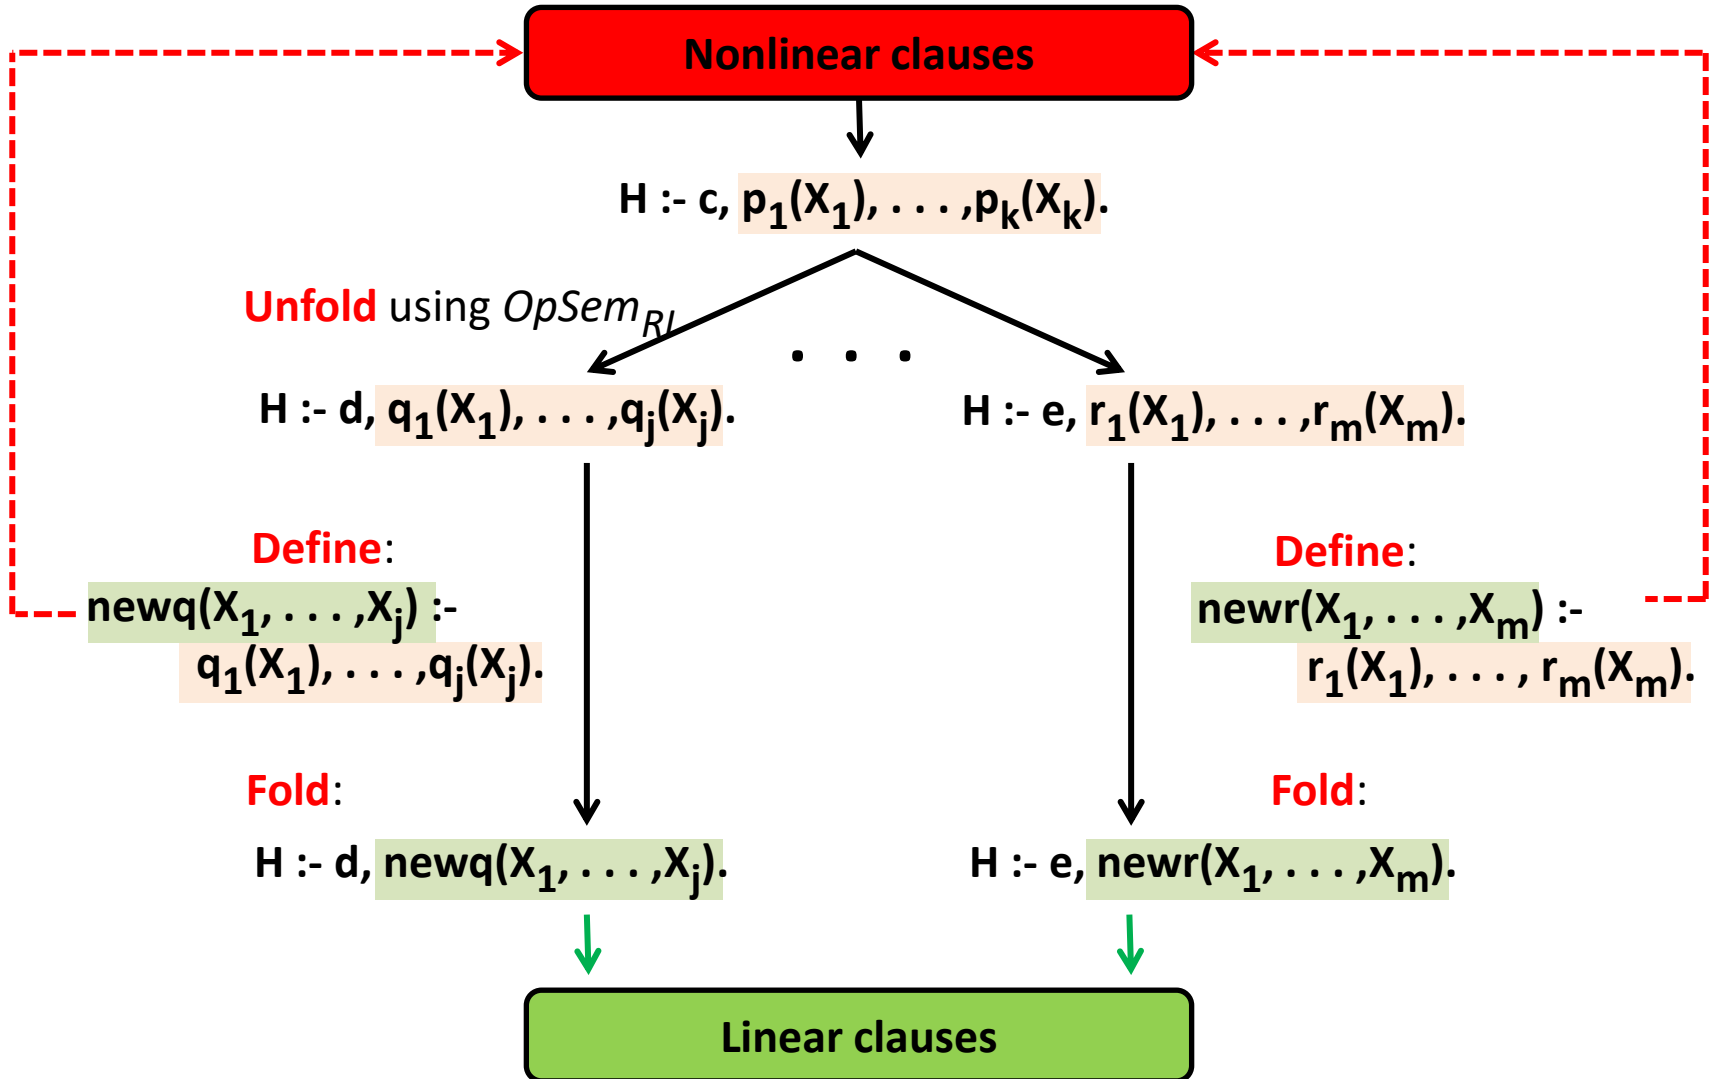 Nonlinear clauses
H :- c, p₁(X₁), . . . ,pₖ(Xₖ).
Unfold using OpSem_RI
. . .
H :- d, q₁(X₁), . . . ,qⱼ(Xⱼ).
H :- e, r₁(X₁), . . . ,rₘ(Xₘ).
Define:
newq(X₁, . . . ,Xⱼ) :-
q₁(X₁), . . . ,qⱼ(Xⱼ).
Define:
newr(X₁, . . . ,Xₘ) :-
r₁(X₁), . . . , rₘ(Xₘ).
Fold:
H :- d, newq(X₁, . . . ,Xⱼ).
Fold:
H :- e, newr(X₁, . . . ,Xₘ).
Linear clauses